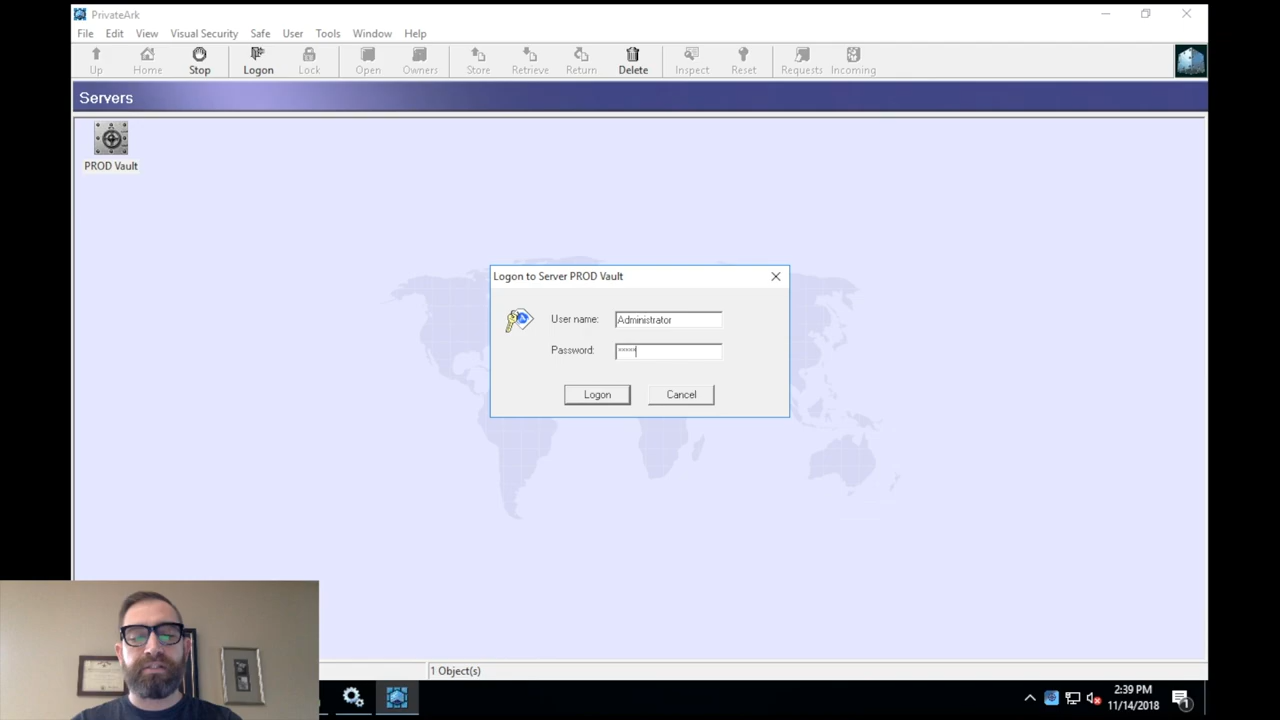 PrivateArk
File Edit View Visual Security Safe User Tools Window Help
Up Home Stop Logon Lock Open Owners Store Retrieve Return Delete Inspect Reset Requests Incoming
Servers
PROD Vault
Logon to Server PROD Vault
User name: Administrator
Password: *****
Logon Cancel
1 Object(s)
2:39 PM
11/14/2018
1